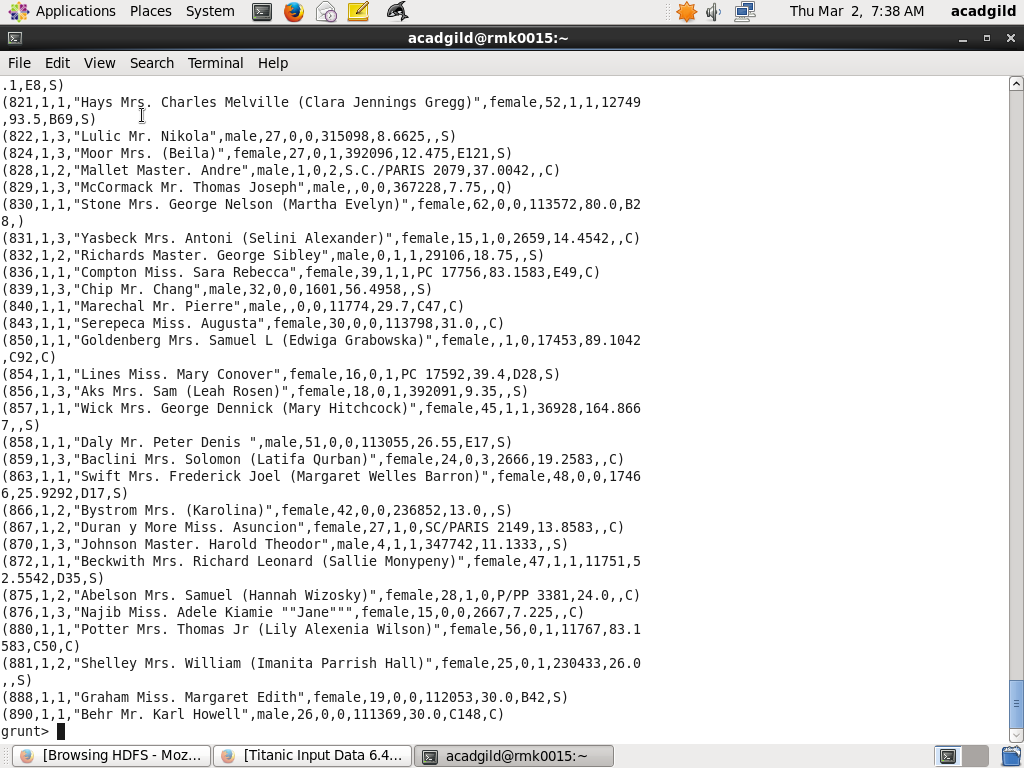 Applications Places System Thu Mar 2, 7:38 AM acadgild
acadgild@rmk0015:~
File Edit View Search Terminal Help
.1,E8,S)
(821,1,1,"Hays Mrs. Charles Melville (Clara Jennings Gregg)",female,52,1,1,12749
,93.5,B69,S)
(822,1,3,"Lulic Mr. Nikola",male,27,0,0,315098,8.6625,,S)
(824,1,3,"Moor Mrs. (Beila)",female,27,0,1,392096,12.475,E121,S)
(828,1,2,"Mallet Master. Andre",male,1,0,2,S.C./PARIS 2079,37.0042,,C)
(829,1,3,"McCormack Mr. Thomas Joseph",male,,0,0,367228,7.75,,Q)
(830,1,1,"Stone Mrs. George Nelson (Martha Evelyn)",female,62,0,0,113572,80.0,B2
8,)
(831,1,3,"Yasbeck Mrs. Antoni (Selini Alexander)",female,15,1,0,2659,14.4542,,C)
(832,1,2,"Richards Master. George Sibley",male,0,1,1,29106,18.75,,S)
(836,1,1,"Compton Miss. Sara Rebecca",female,39,1,1,PC 17756,83.1583,E49,C)
(839,1,3,"Chip Mr. Chang",male,32,0,0,1601,56.4958,,S)
(840,1,1,"Marechal Mr. Pierre",male,,0,0,11774,29.7,C47,C)
(843,1,1,"Serepeca Miss. Augusta",female,30,0,0,113798,31.0,,C)
(850,1,1,"Goldenberg Mrs. Samuel L (Edwiga Grabowska)",female,,1,0,17453,89.1042
,C92,C)
(854,1,1,"Lines Miss. Mary Conover",female,16,0,1,PC 17592,39.4,D28,S)
(856,1,3,"Aks Mrs. Sam (Leah Rosen)",female,18,0,1,392091,9.35,,S)
(857,1,1,"Wick Mrs. George Dennick (Mary Hitchcock)",female,45,1,1,36928,164.866
7,,S)
(858,1,1,"Daly Mr. Peter Denis ",male,51,0,0,113055,26.55,E17,S)
(859,1,3,"Baclini Mrs. Solomon (Latifa Qurban)",female,24,0,3,2666,19.2583,,C)
(863,1,1,"Swift Mrs. Frederick Joel (Margaret Welles Barron)",female,48,0,0,1746
6,25.9292,D17,S)
(866,1,2,"Bystrom Mrs. (Karolina)",female,42,0,0,236852,13.0,,S)
(867,1,2,"Duran y More Miss. Asuncion",female,27,1,0,SC/PARIS 2149,13.8583,,C)
(870,1,3,"Johnson Master. Harold Theodor",male,4,1,1,347742,11.1333,,S)
(872,1,1,"Beckwith Mrs. Richard Leonard (Sallie Monypeny)",female,47,1,1,11751,5
2.5542,D35,S)
(875,1,2,"Abelson Mrs. Samuel (Hannah Wizosky)",female,28,1,0,P/PP 3381,24.0,,C)
(876,1,3,"Najib Miss. Adele Kiamie ""Jane""",female,15,0,0,2667,7.225,,C)
(880,1,1,"Potter Mrs. Thomas Jr (Lily Alexenia Wilson)",female,56,0,1,11767,83.1
583,C50,C)
(881,1,2,"Shelley Mrs. William (Imanita Parrish Hall)",female,25,0,1,230433,26.0
,,S)
(888,1,1,"Graham Miss. Margaret Edith",female,19,0,0,112053,30.0,B42,S)
(890,1,1,"Behr Mr. Karl Howell",male,26,0,0,111369,30.0,C148,C)
grunt>
[Browsing HDFS - Moz... [Titanic Input Data 6.4... acadgild@rmk0015:~